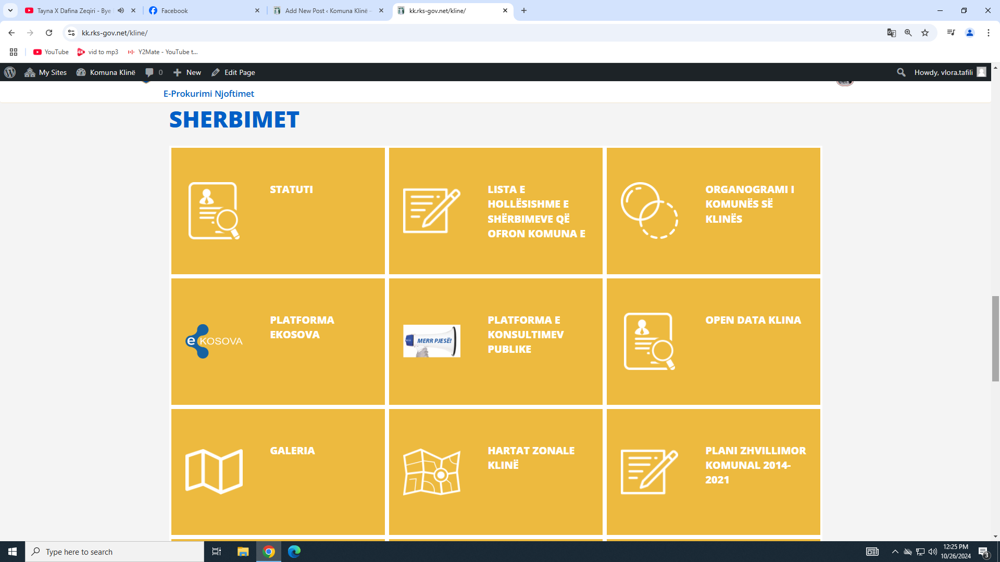 Tayna X Dafina Zeqiri - Bye
Facebook
Add New Post ‹ Komuna Klinë -
kk.rks-gov.net/kline/
kk.rks-gov.net/kline/
YouTube
vid to mp3
Y2Mate - YouTube t...
My Sites
Komuna Klinë
0
New
Edit Page
Howdy, vlora.tafili
E-Prokurimi Njoftimet
SHERBIMET
STATUTI
LISTA E
HOLLËSISHME E
SHËRBIMEVE QË
OFRON KOMUNA E
ORGANOGRAMI I
KOMUNËS SË
KLINËS
e KOSOVA
PLATFORMA
EKOSOVA
MERR PJESË!
PLATFORMA E
KONSULTIMEV
PUBLIKE
OPEN DATA KLINA
GALERIA
HARTAT ZONALE
KLINË
PLANI ZHVILLIMOR
KOMUNAL 2014-
2021
Type here to search
12:25 PM
10/26/2024
3